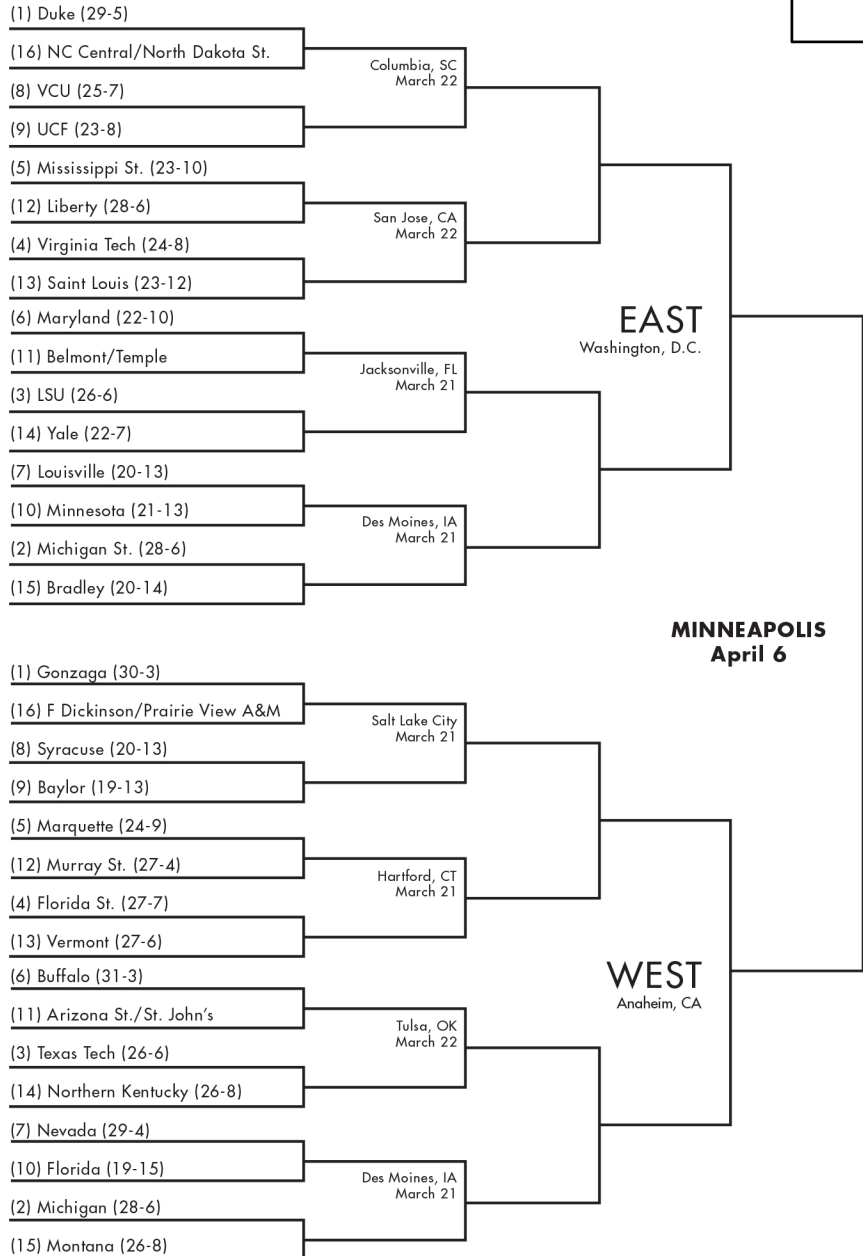 (1) Duke (29-5)
(16) NC Central/North Dakota St.
(8) VCU (25-7)
(9) UCF (23-8)
(5) Mississippi St. (23-10)
(12) Liberty (28-6)
(4) Virginia Tech (24-8)
(13) Saint Louis (23-12)
(6) Maryland (22-10)
(11) Belmont/Temple
(3) LSU (26-6)
(14) Yale (22-7)
(7) Louisville (20-13)
(10) Minnesota (21-13)
(2) Michigan St. (28-6)
(15) Bradley (20-14)
Columbia, SC
March 22
San Jose, CA
March 22
Jacksonville, FL
March 21
Des Moines, IA
March 21
EAST
Washington, D.C.
MINNEAPOLIS
April 6
(1) Gonzaga (30-3)
(16) F Dickinson/Prairie View A&M
(8) Syracuse (20-13)
(9) Baylor (19-13)
(5) Marquette (24-9)
(12) Murray St. (27-4)
(4) Florida St. (27-7)
(13) Vermont (27-6)
(6) Buffalo (31-3)
(11) Arizona St./St. John's
(3) Texas Tech (26-6)
(14) Northern Kentucky (26-8)
(7) Nevada (29-4)
(10) Florida (19-15)
(2) Michigan (28-6)
(15) Montana (26-8)
Salt Lake City
March 21
Hartford, CT
March 21
Tulsa, OK
March 22
Des Moines, IA
March 21
WEST
Anaheim, CA